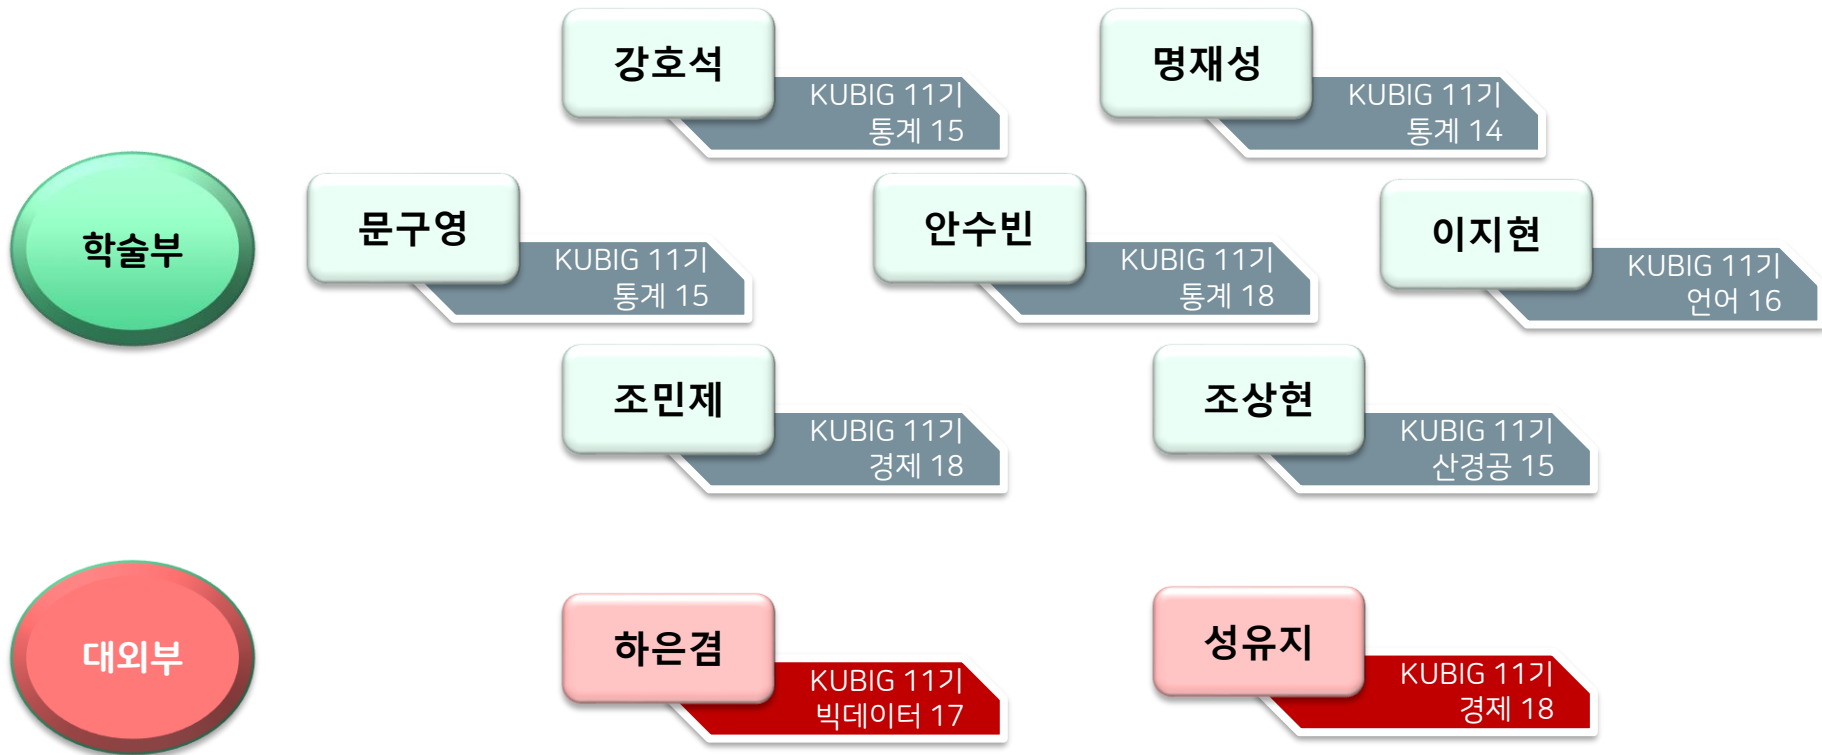 강호석
KUBIG 11기
통계 15
명재성
KUBIG 11기
통계 14
학술부
문구영
KUBIG 11기
통계 15
안수빈
KUBIG 11기
통계 18
이지현
KUBIG 11기
언어 16
조민제
KUBIG 11기
경제 18
조상현
KUBIG 11기
산경공 15
대외부
하은겸
KUBIG 11기
빅데이터 17
성유지
KUBIG 11기
경제 18